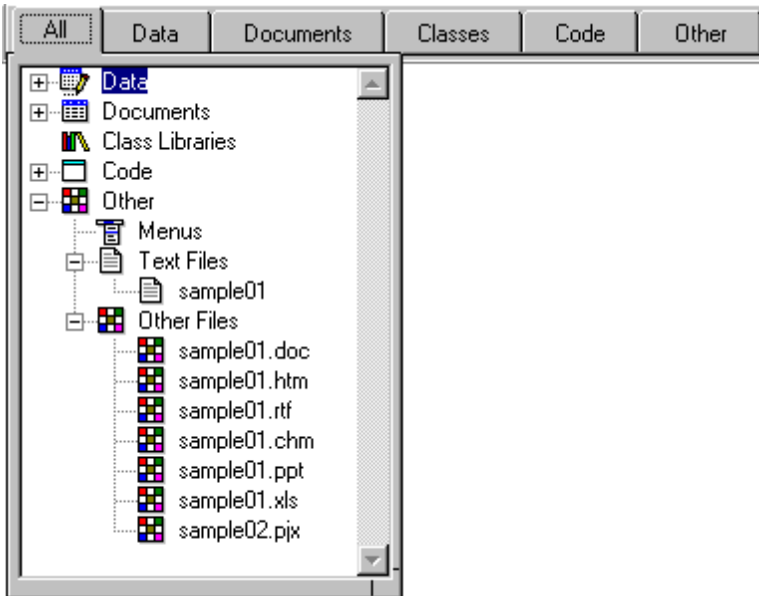 All Data Documents Classes Code Other
Data
Documents
Class Libraries
Code
Other
Menus
Text Files
sample01
Other Files
sample01.doc
sample01.htm
sample01.rtf
sample01.chm
sample01.ppt
sample01.xls
sample02.pjx